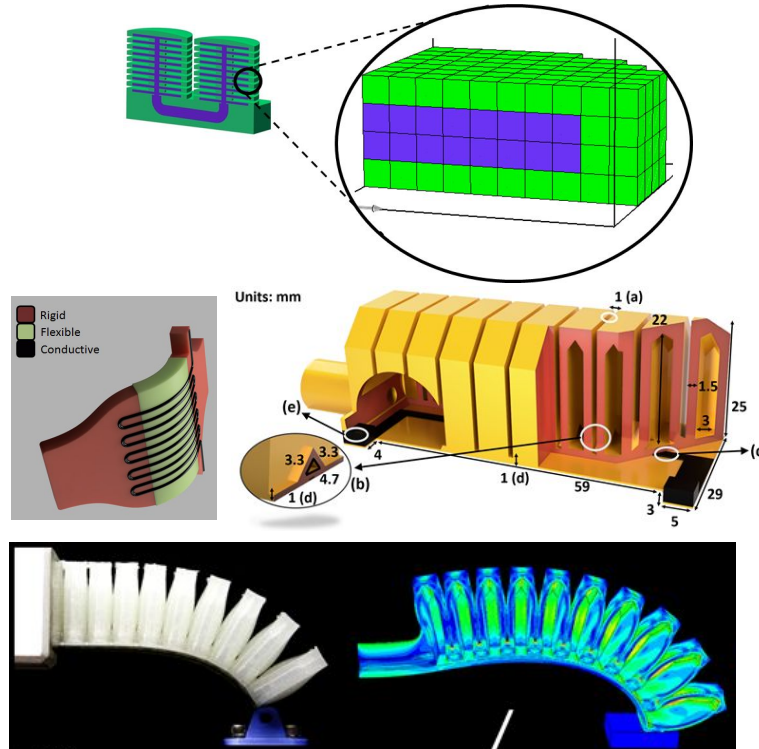 Units: mm
1 (a)
22
Rigid
Flexible
Conductive
1.5
3
25
(e)
4
3.3
3.3
4.7
1 (d)
(b)
1 (d)
59
(c
29
3
5